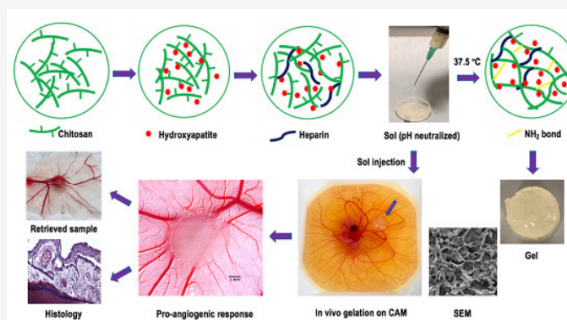 37.5 °C
Chitosan
Hydroxyapatite
Heparin
Sol (pH neutralized)
NH₂ bond
Sol injection
Retrieved sample
Gel
Histology
Pro-angiogenic response
In vivo gelation on CAM
SEM